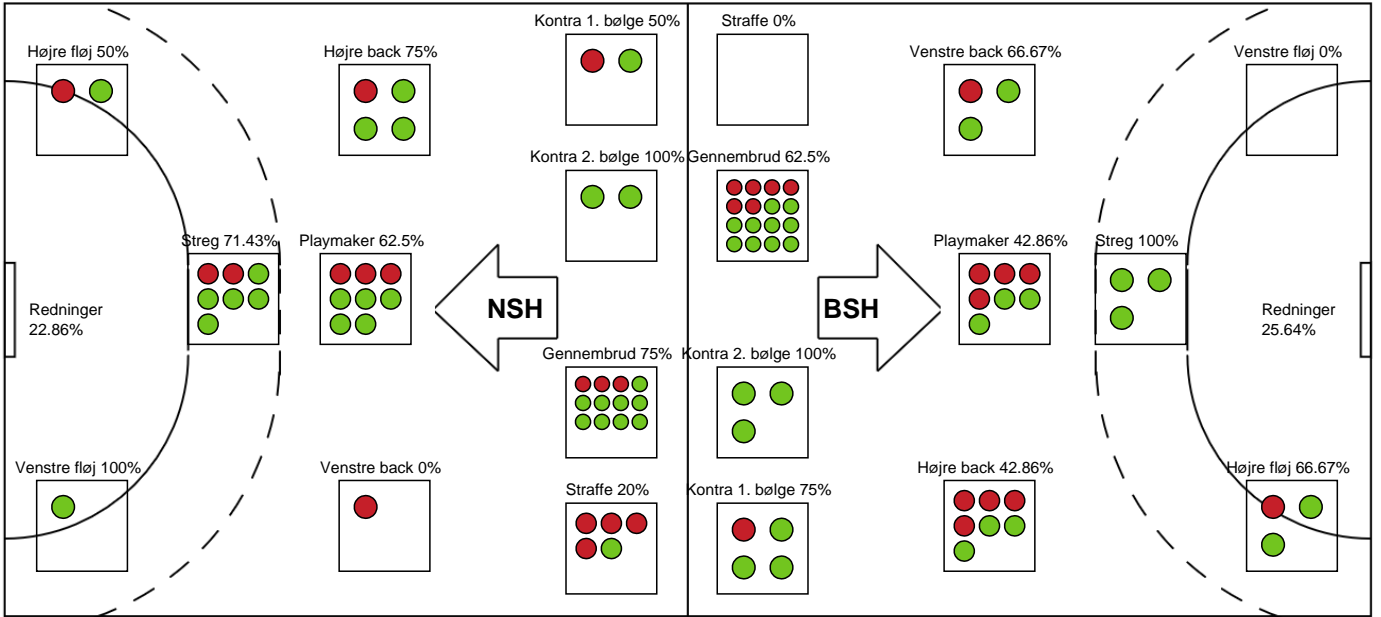 Kontra 1. bølge 50%
Straffe 0%
Højre fløj 50%
Højre back 75%
Venstre back 66.67%
Venstre fløj 0%
Kontra 2. bølge 100%
Gennembrud 62.5%
Streg 71.43%
Playmaker 62.5%
Playmaker 42.86%
Streg 100%
Redninger
22.86%
NSH
BSH
Redninger
25.64%
Gennembrud 75%
Kontra 2. bølge 100%
Venstre fløj 100%
Venstre back 0%
Straffe 20%
Kontra 1. bølge 75%
Højre back 42.86%
Højre fløj 66.67%